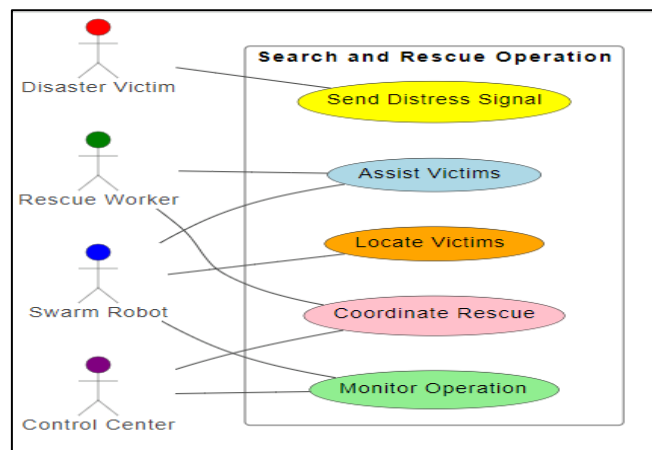 Search and Rescue Operation
Disaster Victim
Send Distress Signal
Rescue Worker
Assist Victims
Locate Victims
Swarm Robot
Coordinate Rescue
Control Center
Monitor Operation